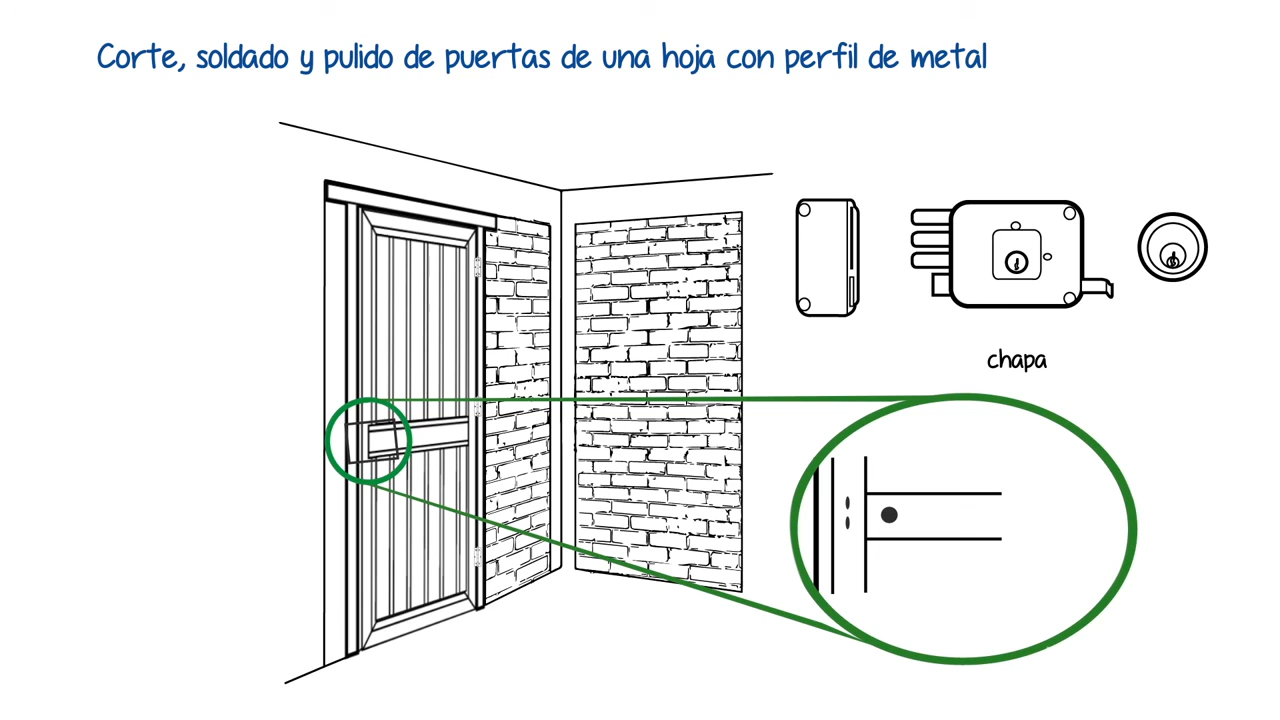 Corte, soldado y pulido de puertas de una hoja con perfil de metal
chapa